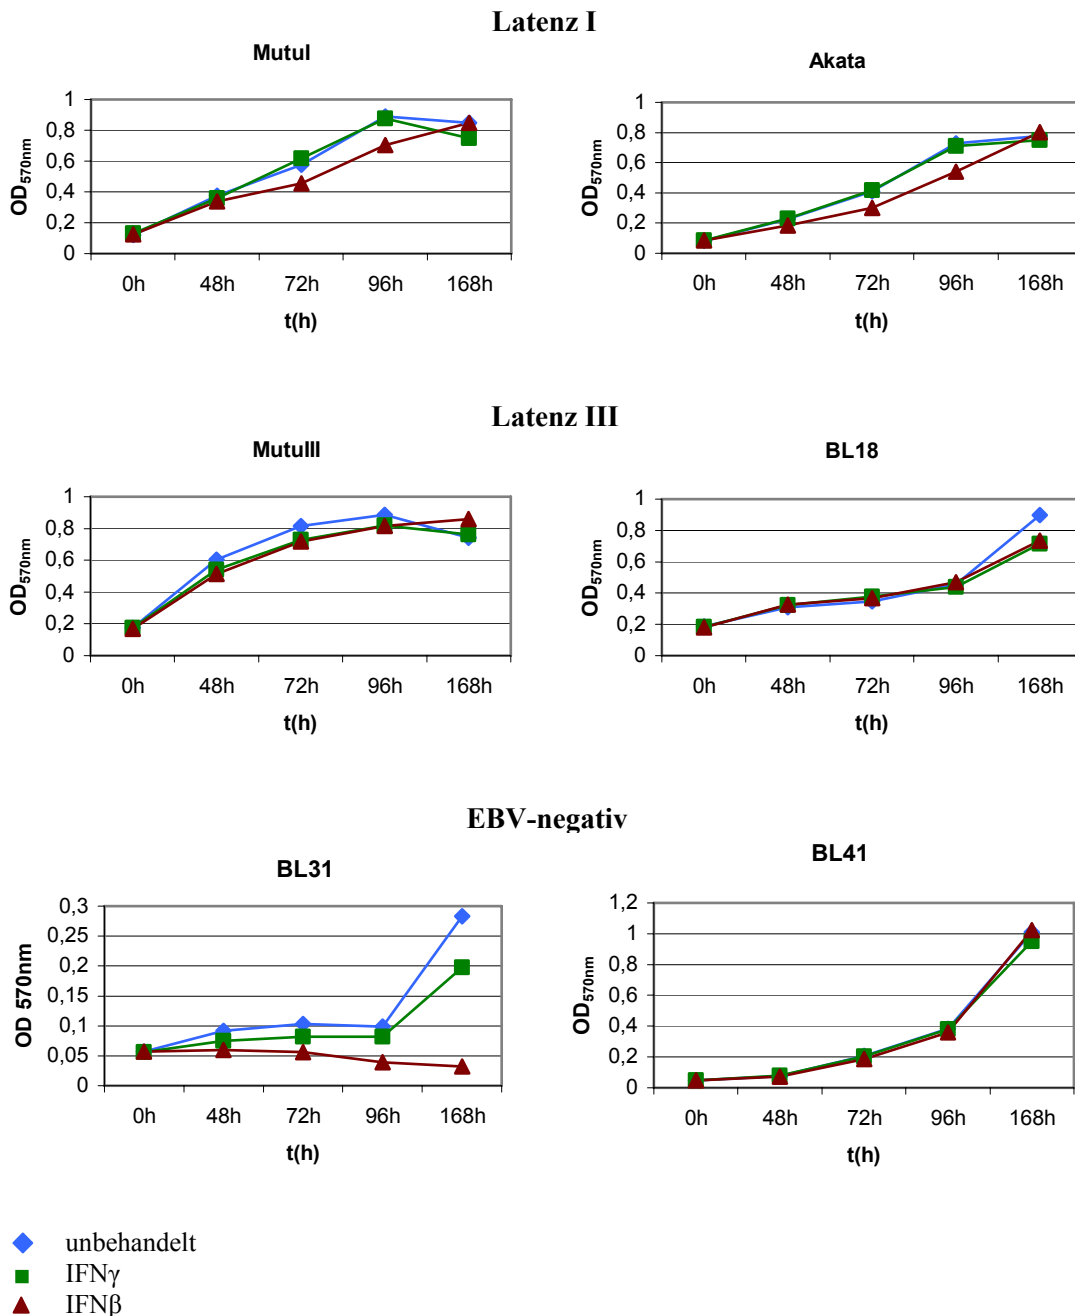 Latenz I
MutuI
Akata
1
0,8
0,6
0,4
0,2
0
OD570nm
0h 48h 72h 96h 168h
t(h)
1
0,8
0,6
0,4
0,2
0
OD570nm
0h 48h 72h 96h 168h
t(h)
Latenz III
MutuIII
BL18
1
0,8
0,6
0,4
0,2
0
OD570nm
0h 48h 72h 96h 168h
t(h)
1
0,8
0,6
0,4
0,2
0
OD570nm
0h 48h 72h 96h 168h
t(h)
EBV-negativ
BL31
BL41
0,3
0,25
0,2
0,15
0,1
0,05
0
OD 570nm
0h 48h 72h 96h 168h
t(h)
1,2
1
0,8
0,6
0,4
0,2
0
OD570nm
0h 48h 72h 96h 168h
t(h)
unbehandelt
IFNγ
IFNβ